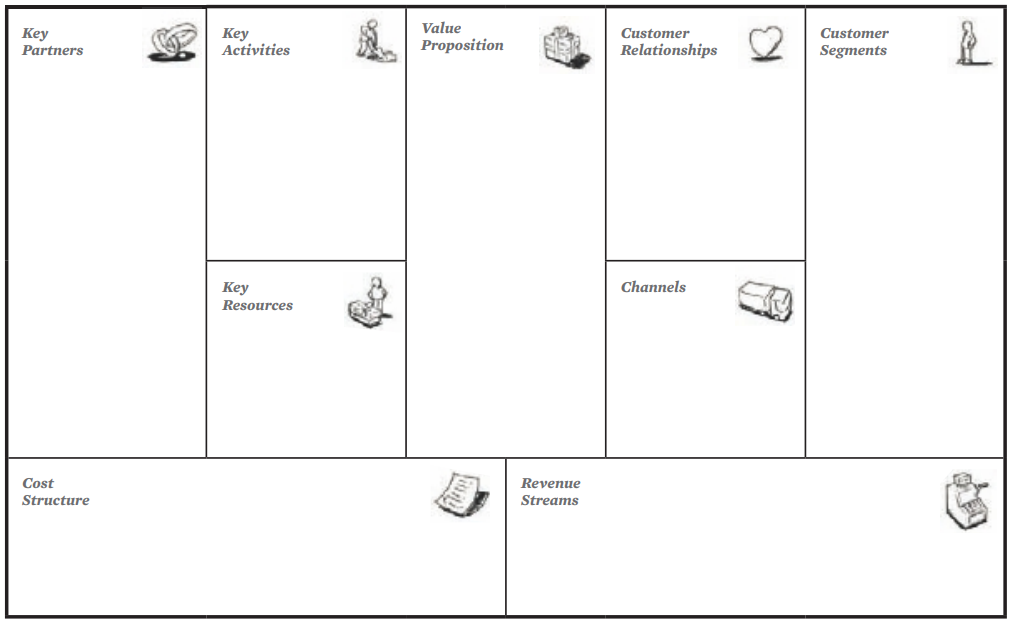 Key
Partners
Key
Activities
Value
Proposition
Customer
Relationships
Customer
Segments
Key
Resources
Channels
Cost
Structure
Revenue
Streams